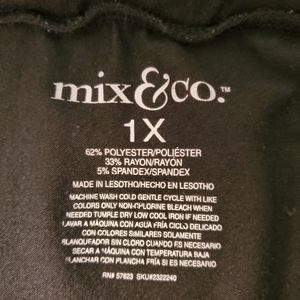 mix&co.™
1X
62% POLYESTER/POLIÉSTER
33% RAYON/RAYÓN
5% SPANDEX/SPANDEX
MADE IN LESOTHO/HECHO EN LESOTHO
MACHINE WASH COLD GENTLE CYCLE WITH LIKE
COLORS ONLY NON-CHLORINE BLEACH WHEN
NEEDED TUMBLE DRY LOW COOL IRON IF NEEDED
LAVAR A MÁQUINA CON AGUA FRÍA CICLO DELICADO
CON COLORES SIMILARES SOLAMENTE
BLANQUEADOR SIN CLORO CUANDO ES NECESARIO
SECAR A MÁQUINA CON TEMPERATURA BAJA
PLANCHAR CON PLANCHA FRÍA SI ES NECESARIO
RN# 57623 SKU#2322240